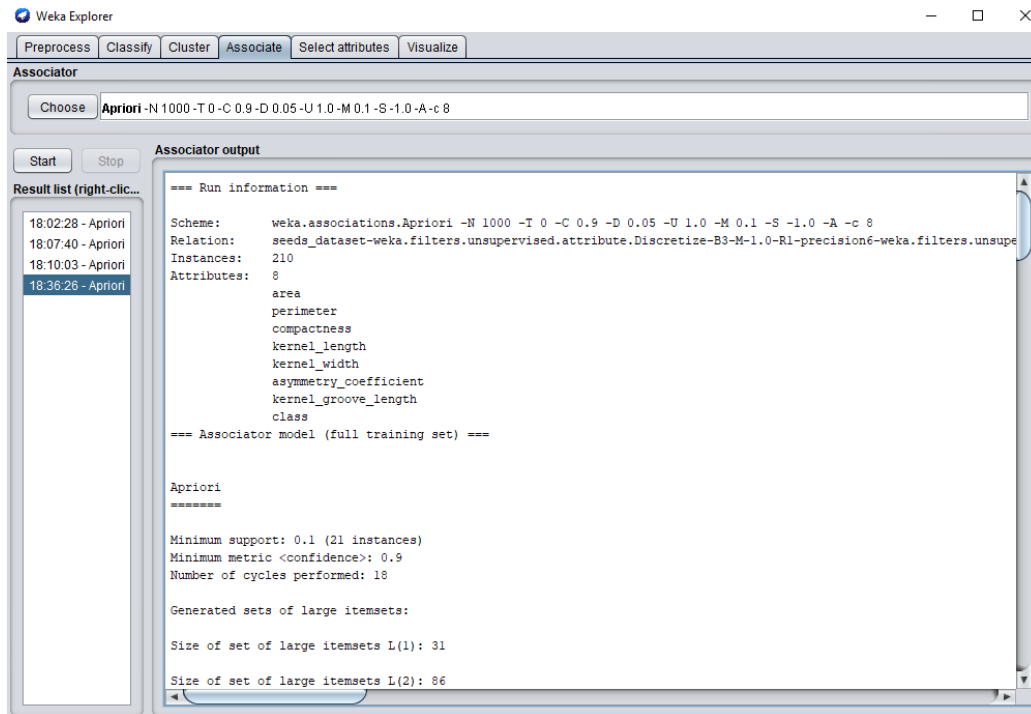 Weka Explorer
Preprocess Classify Cluster Associate Select attributes Visualize
Associator
Choose Apriori -N 1000 -T 0 -C 0.9 -D 0.05 -U 1.0 -M 0.1 -S -1.0 -A -c 8
Start Stop
Result list (right-clic...
18:02:28 - Apriori
18:07:40 - Apriori
18:10:03 - Apriori
18:36:26 - Apriori
Associator output
=== Run information ===
Scheme: weka.associations.Apriori -N 1000 -T 0 -C 0.9 -D 0.05 -U 1.0 -M 0.1 -S -1.0 -A -c 8
Relation: seeds_dataset-weka.filters.unsupervised.attribute.Discretize-B3-M-1.0-R1-precision6-weka.filters.unsupe
Instances: 210
Attributes: 8
area
perimeter
compactness
kernel_length
kernel_width
asymmetry_coefficient
kernel_groove_length
class
=== Associator model (full training set) ===
Apriori
=======
Minimum support: 0.1 (21 instances)
Minimum metric <confidence>: 0.9
Number of cycles performed: 18
Generated sets of large itemsets:
Size of set of large itemsets L(1): 31
Size of set of large itemsets L(2): 86